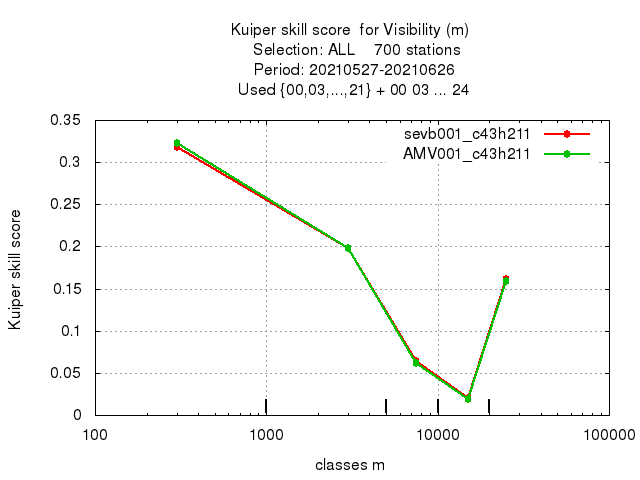 Kuiper skill score  for Visibility (m)
Selection: ALL    700 stations
Period: 20210527-20210626
Used {00,03,...,21} + 00 03 ... 24
sevb001_c43h211
AMV001_c43h211
0.35
0.3
0.25
0.2
0.15
0.1
0.05
0
Kuiper skill score
100
1000
10000
100000
classes m